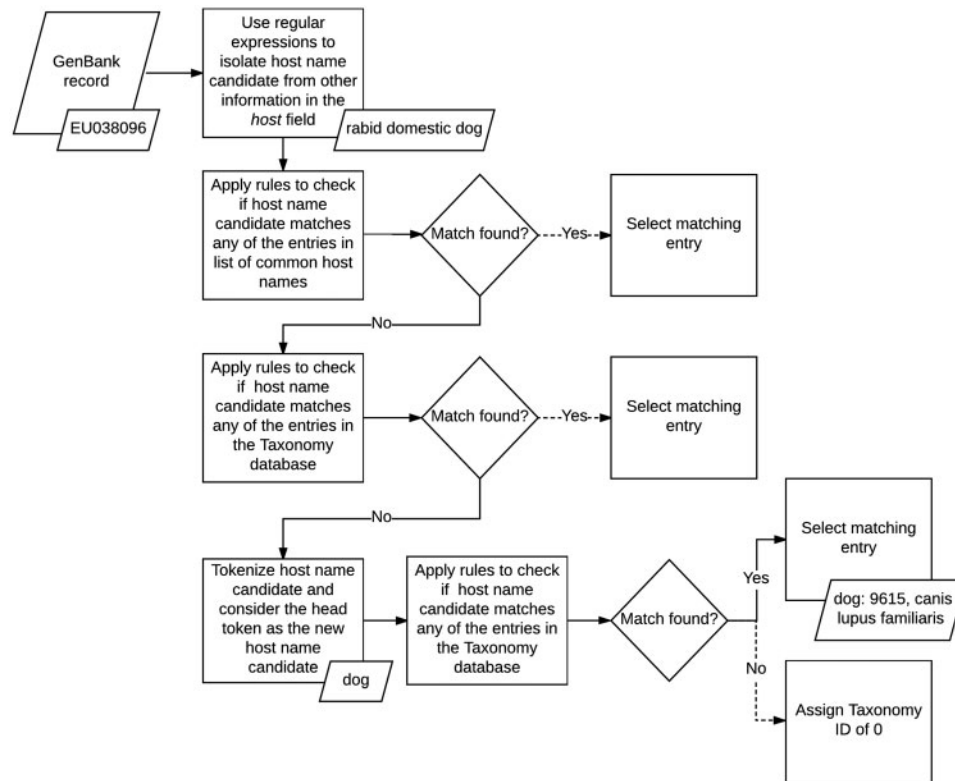 GenBank
record
EU038096
Use regular
expressions to
isolate host name
candidate from other
information in the
host field
rabid domestic dog
Apply rules to check
if host name
candidate matches
any of the entries in
list of common host
names
Match found?
Yes
Select matching
entry
No
Apply rules to check
if host name
candidate matches
any of the entries in
the Taxonomy
database
Match found?
Yes
Select matching
entry
No
Tokenize host name
candidate and
consider the head
token as the new
host name
candidate
dog
Apply rules to check
if host name
candidate matches
any of the entries in
the Taxonomy
database
Match found?
Yes
Select matching
entry
dog: 9615, canis
lupus familiaris
No
Assign Taxonomy
ID of 0